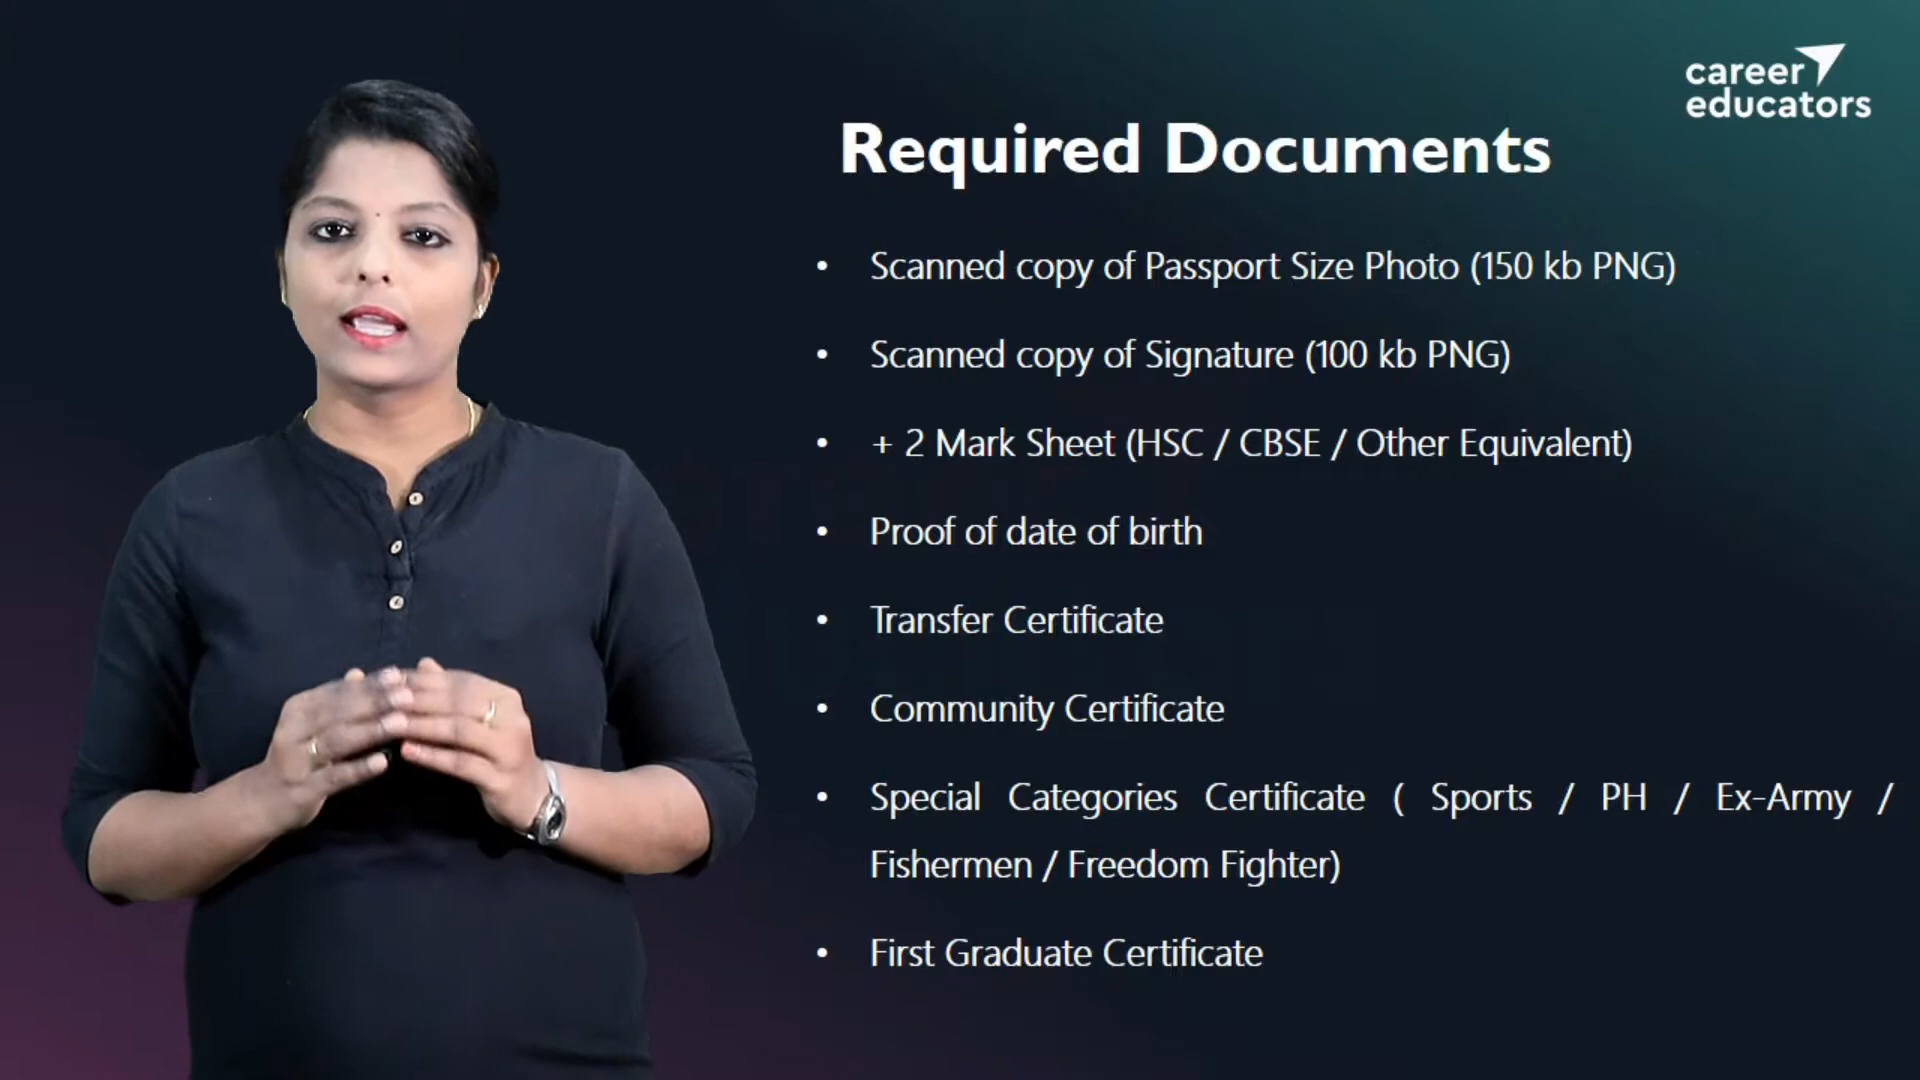 career
educators
Required Documents
• Scanned copy of Passport Size Photo (150 kb PNG)
• Scanned copy of Signature (100 kb PNG)
• + 2 Mark Sheet (HSC / CBSE / Other Equivalent)
• Proof of date of birth
• Transfer Certificate
• Community Certificate
• Special Categories Certificate ( Sports / PH / Ex-Army /
Fishermen / Freedom Fighter)
• First Graduate Certificate